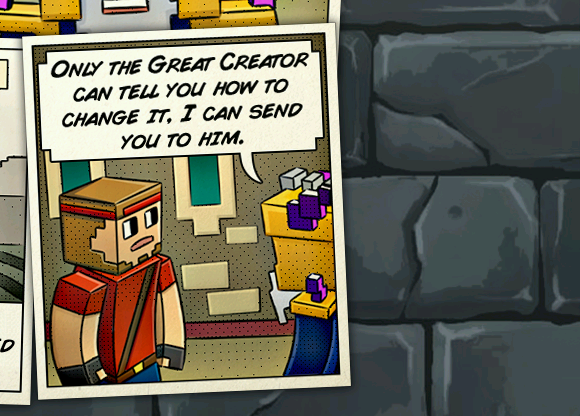 ONLY THE GREAT CREATOR
CAN TELL YOU HOW TO
CHANGE IT. I CAN SEND
YOU TO HIM.